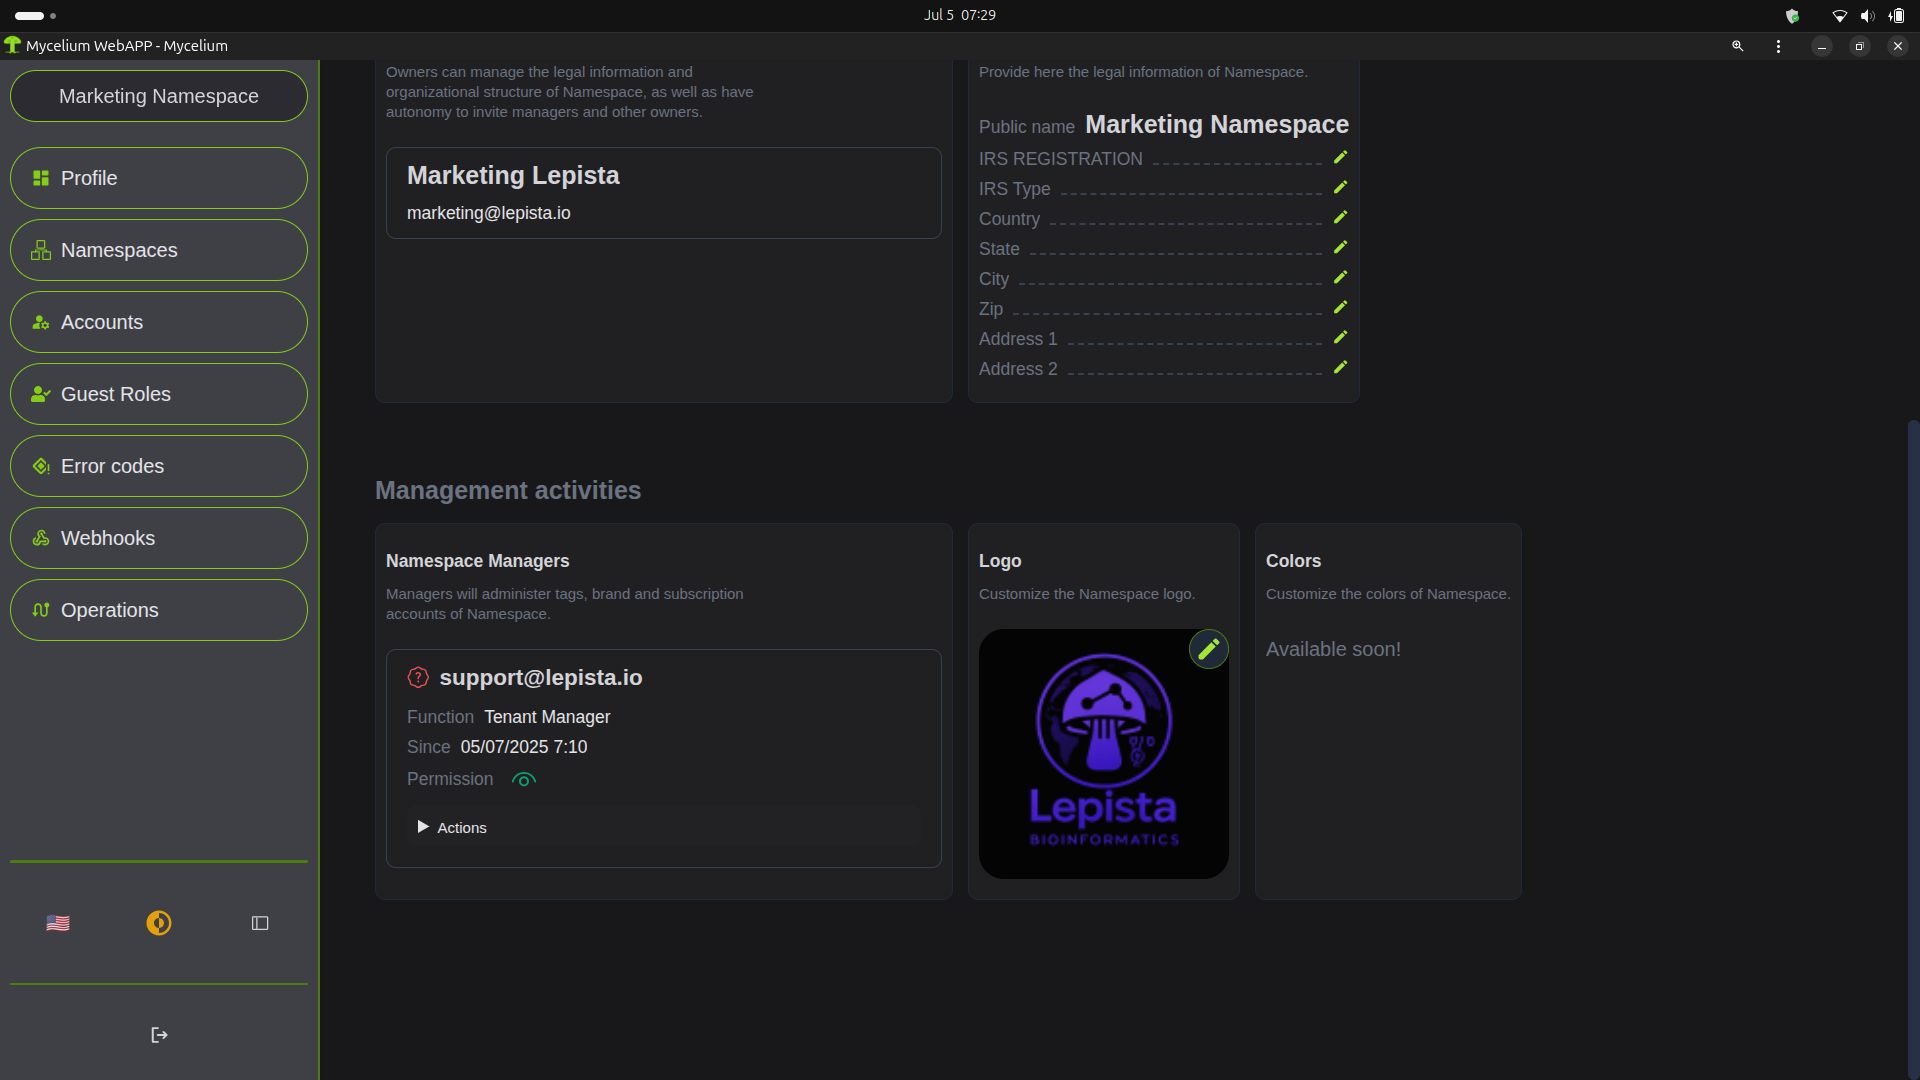 Jul 5 07:29
Mycelium WebAPP - Mycelium
Marketing Namespace
Profile
Namespaces
Accounts
Guest Roles
Error codes
Webhooks
Operations
Owners can manage the legal information and
organizational structure of Namespace, as well as have
autonomy to invite managers and other owners.
Marketing Lepista
marketing@lepista.io
Provide here the legal information of Namespace.
Public name Marketing Namespace
IRS REGISTRATION
IRS Type
Country
State
City
Zip
Address 1
Address 2
Management activities
Namespace Managers
Managers will administer tags, brand and subscription
accounts of Namespace.
support@lepista.io
Function Tenant Manager
Since 05/07/2025 7:10
Permission
Actions
Logo
Customize the Namespace logo.
Lepista
BIOINFORMATICS
Colors
Customize the colors of Namespace.
Available soon!